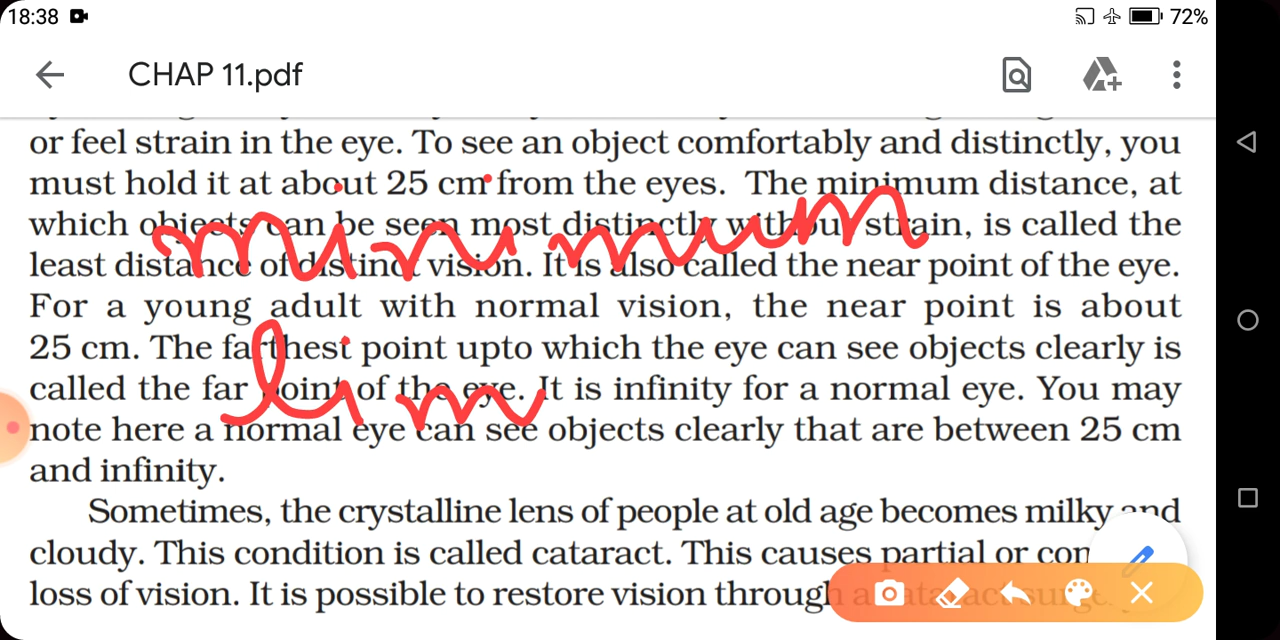 18:38 72%
CHAP 11.pdf
or feel strain in the eye. To see an object comfortably and distinctly, you
must hold it at about 25 cm from the eyes. The minimum distance, at
which objects can be seen most distinctly without strain, is called the
minimum
least distance of distinct vision. It is also called the near point of the eye.
For a young adult with normal vision, the near point is about
25 cm. The farthest point upto which the eye can see objects clearly is
called the far point of the eye. It is infinity for a normal eye. You may
lim
note here a normal eye can see objects clearly that are between 25 cm
and infinity.
Sometimes, the crystalline lens of people at old age becomes milky and
cloudy. This condition is called cataract. This causes partial or
loss of vision. It is possible to restore vision through a cataract